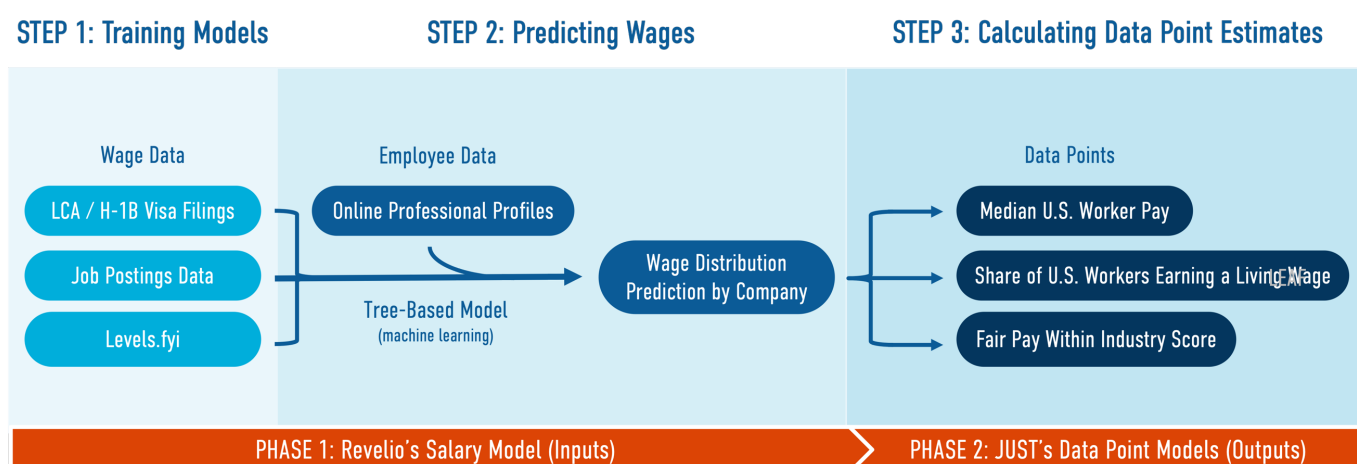 STEP 1: Training Models
STEP 2: Predicting Wages
STEP 3: Calculating Data Point Estimates
Wage Data
LCA / H-1B Visa Filings
Job Postings Data
Levels.fyi
Employee Data
Online Professional Profiles
Tree-Based Model
(machine learning)
Wage Distribution
Prediction by Company
Data Points
Median U.S. Worker Pay
Share of U.S. Workers Earning a Living Wage
LEAF
Fair Pay Within Industry Score
PHASE 1: Revelio's Salary Model (Inputs)
PHASE 2: JUST's Data Point Models (Outputs)